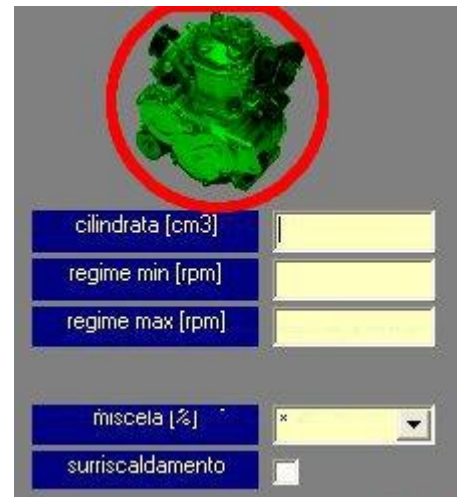 cilindrata [cm3]
regime min [rpm]
regime max [rpm]
miscela [%]
*
surriscaldamento